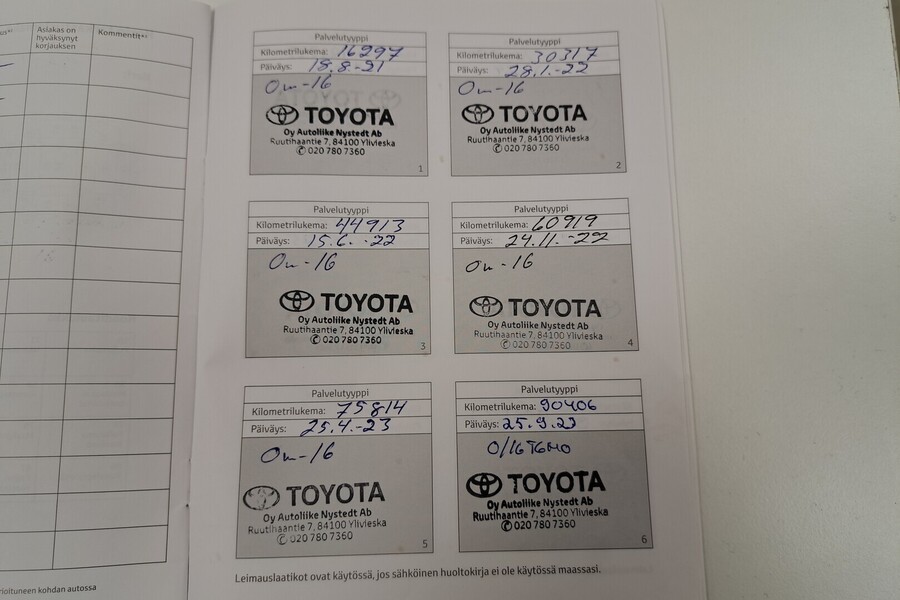 Asiakas on
hyväksynyt
korjauksen
Kommentit
Palvelutyyppi
Kilometrilukema: 16297
Päiväys: 18.8.-21
Om-16
TOYOTA
Oy Autoliike Nystedt Ab
Ruutihaantie 7, 84100 Ylivieska
✆ 020 780 7360
1
Palvelutyyppi
Kilometrilukema: 30317
Päiväys: 28.1.-22
Om-16
TOYOTA
Oy Autoliike Nystedt Ab
Ruutihaantie 7, 84100 Ylivieska
✆ 020 780 7360
2
Palvelutyyppi
Kilometrilukema: 44913
Päiväys: 15.6.-22
Om-16
TOYOTA
Oy Autoliike Nystedt Ab
Ruutihaantie 7, 84100 Ylivieska
✆ 020 780 7360
3
Palvelutyyppi
Kilometrilukema: 60919
Päiväys: 24.11.-22
Om-16
TOYOTA
Oy Autoliike Nystedt Ab
Ruutihaantie 7, 84100 Ylivieska
✆ 020 780 7360
4
Palvelutyyppi
Kilometrilukema: 75814
Päiväys: 25.4.-23
Om-16
TOYOTA
Oy Autoliike Nystedt Ab
Ruutihaantie 7, 84100 Ylivieska
✆ 020 780 7360
5
Palvelutyyppi
Kilometrilukema: 90406
Päiväys: 25.9.23
TOYOTA
Oy Autoliike Nystedt Ab
Ruutihaantie 7, 84100 Ylivieska
✆ 020 780 7360
6
Leimauslaatikot ovat käytössä, jos sähköinen huoltokirja ei ole käytössä maassasi.
kohdan autossa